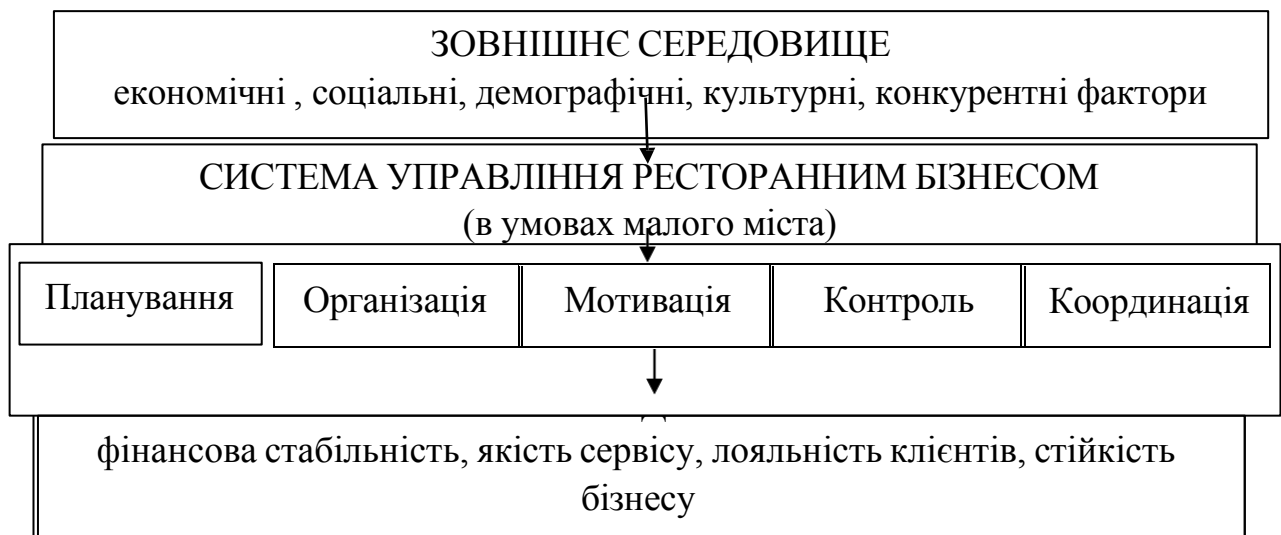 ЗОВНІШНЄ СЕРЕДОВИЩЕ
економічні , соціальні, демографічні, культурні, конкурентні фактори
СИСТЕМА УПРАВЛІННЯ РЕСТОРАННИМ БІЗНЕСОМ
(в умовах малого міста)
Планування Організація Мотивація Контроль Координація
фінансова стабільність, якість сервісу, лояльність клієнтів, стійкість
бізнесу